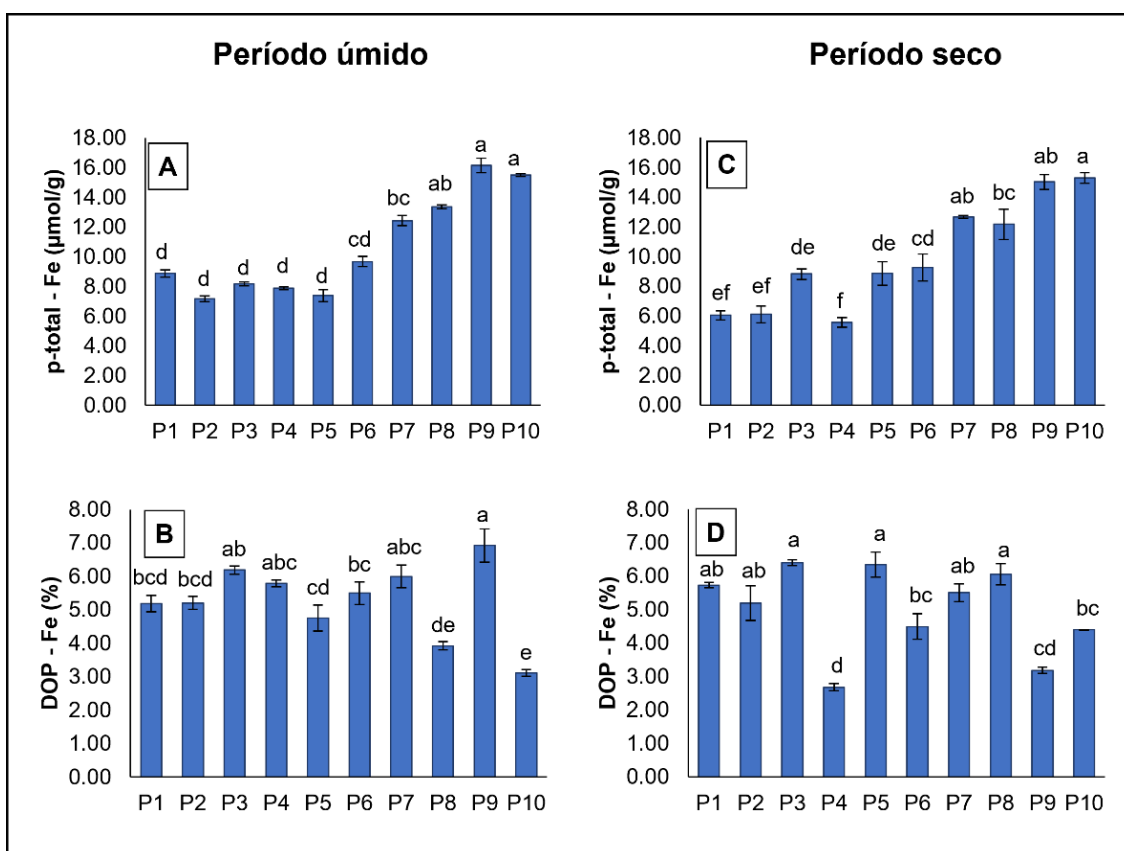 Período úmido
Período seco
A
p-total - Fe (µmol/g)
18.00
16.00
14.00
12.00
10.00
8.00
6.00
4.00
2.00
0.00
d
d
d
d
d
cd
bc
ab
a
a
P1 P2 P3 P4 P5 P6 P7 P8 P9 P10
C
p-total - Fe (µmol/g)
18.00
16.00
14.00
12.00
10.00
8.00
6.00
4.00
2.00
0.00
ef
ef
de
f
de
cd
ab
bc
ab
a
P1 P2 P3 P4 P5 P6 P7 P8 P9 P10
B
DOP - Fe (%)
8.00
7.00
6.00
5.00
4.00
3.00
2.00
1.00
0.00
bcd
bcd
ab
abc
cd
bc
abc
de
a
e
P1 P2 P3 P4 P5 P6 P7 P8 P9 P10
D
DOP - Fe (%)
8.00
7.00
6.00
5.00
4.00
3.00
2.00
1.00
0.00
ab
ab
a
d
a
bc
ab
a
cd
bc
P1 P2 P3 P4 P5 P6 P7 P8 P9 P10